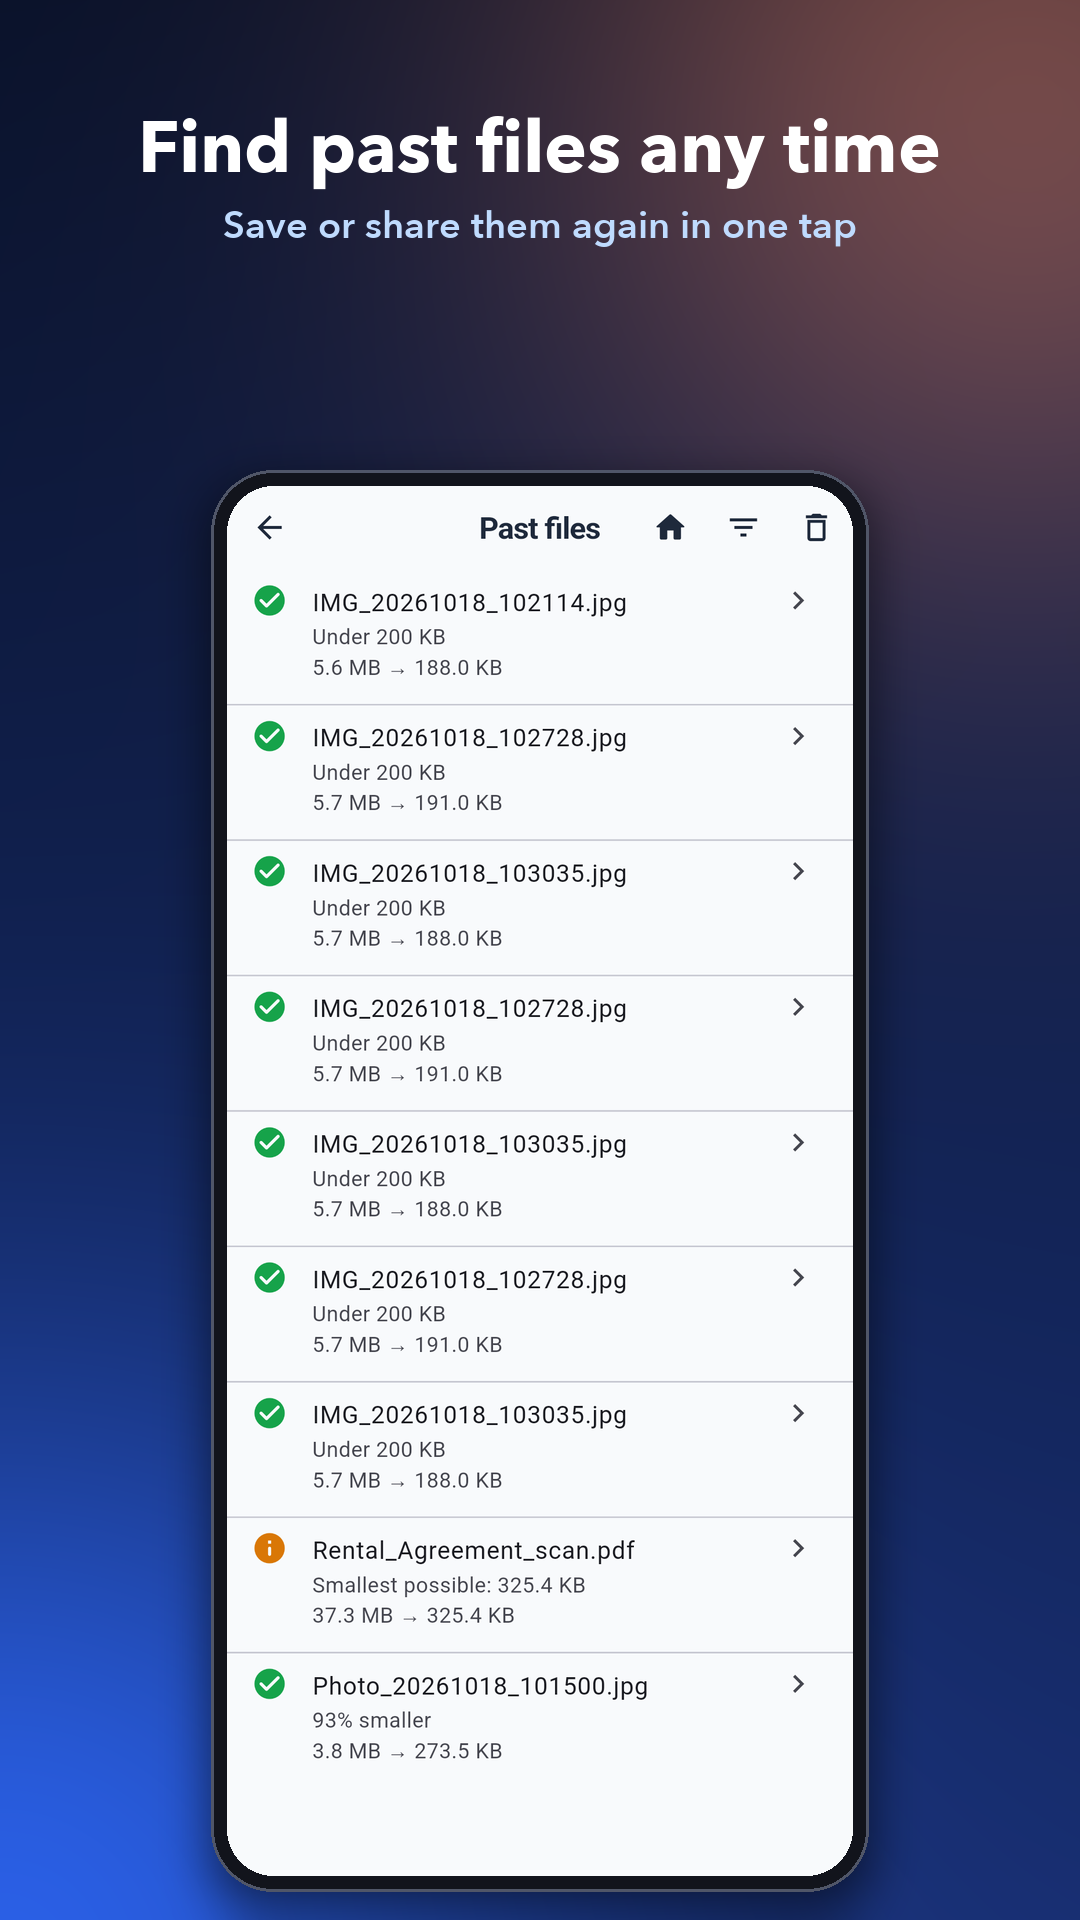 Find past files any time
Save or share them again in one tap
Past files
IMG_20261018_102114.jpg
Under 200 KB
5.6 MB → 188.0 KB
IMG_20261018_102728.jpg
Under 200 KB
5.7 MB → 191.0 KB
IMG_20261018_103035.jpg
Under 200 KB
5.7 MB → 188.0 KB
IMG_20261018_102728.jpg
Under 200 KB
5.7 MB → 191.0 KB
IMG_20261018_103035.jpg
Under 200 KB
5.7 MB → 188.0 KB
IMG_20261018_102728.jpg
Under 200 KB
5.7 MB → 191.0 KB
IMG_20261018_103035.jpg
Under 200 KB
5.7 MB → 188.0 KB
Rental_Agreement_scan.pdf
Smallest possible: 325.4 KB
37.3 MB → 325.4 KB
Photo_20261018_101500.jpg
93% smaller
3.8 MB → 273.5 KB